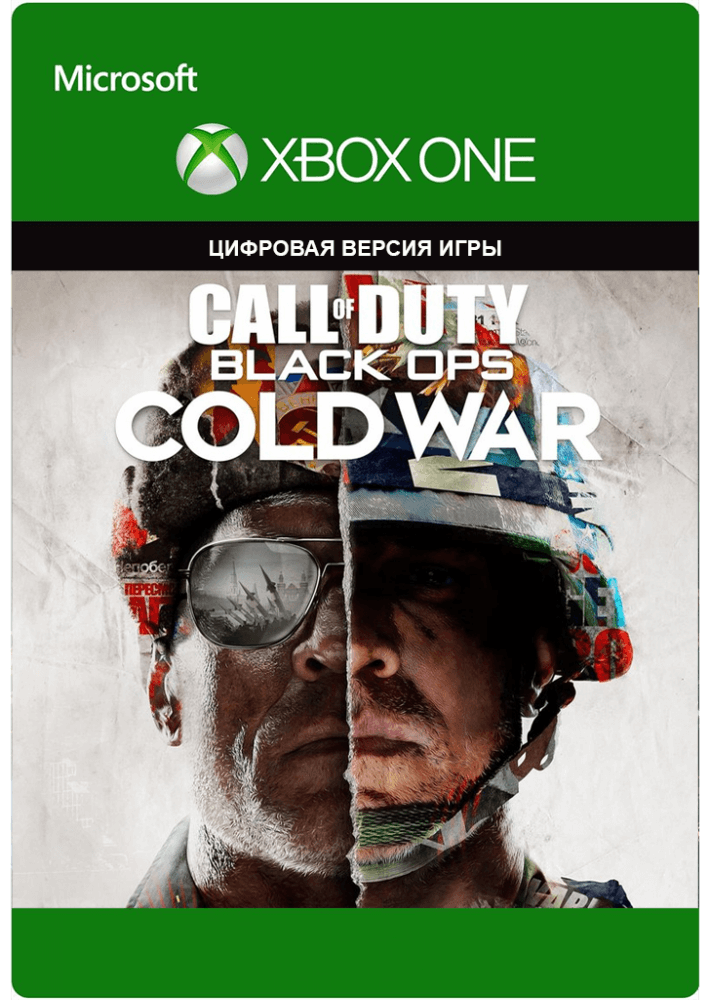 Microsoft
XBOX ONE
ЦИФРОВАЯ ВЕРСИЯ ИГРЫ
CALL OF DUTY
BLACK OPS
COLD WAR